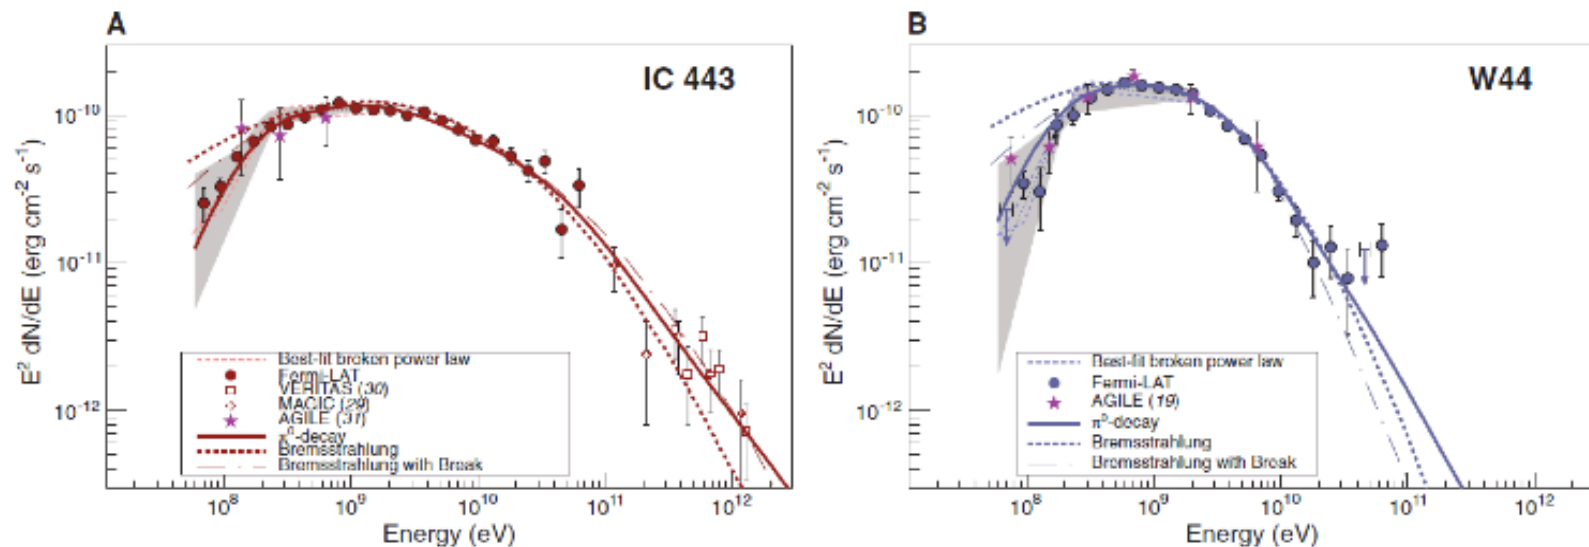 A
IC 443
E² dN/dE (erg cm⁻² s⁻¹)
10⁻¹⁰
10⁻¹¹
10⁻¹²
Best-fit broken power law
Fermi-LAT
VERITAS (30)
MAGIC (29)
AGILE (31)
π⁰-decay
Bremsstrahlung
Bremsstrahlung with Break
10⁸ 10⁹ 10¹⁰ 10¹¹ 10¹²
Energy (eV)
B
W44
E² dN/dE (erg cm⁻² s⁻¹)
10⁻¹⁰
10⁻¹¹
10⁻¹²
Best-fit broken power law
Fermi-LAT
AGILE (19)
π⁰-decay
Bremsstrahlung
Bremsstrahlung with Break
10⁸ 10⁹ 10¹⁰ 10¹¹ 10¹²
Energy (eV)